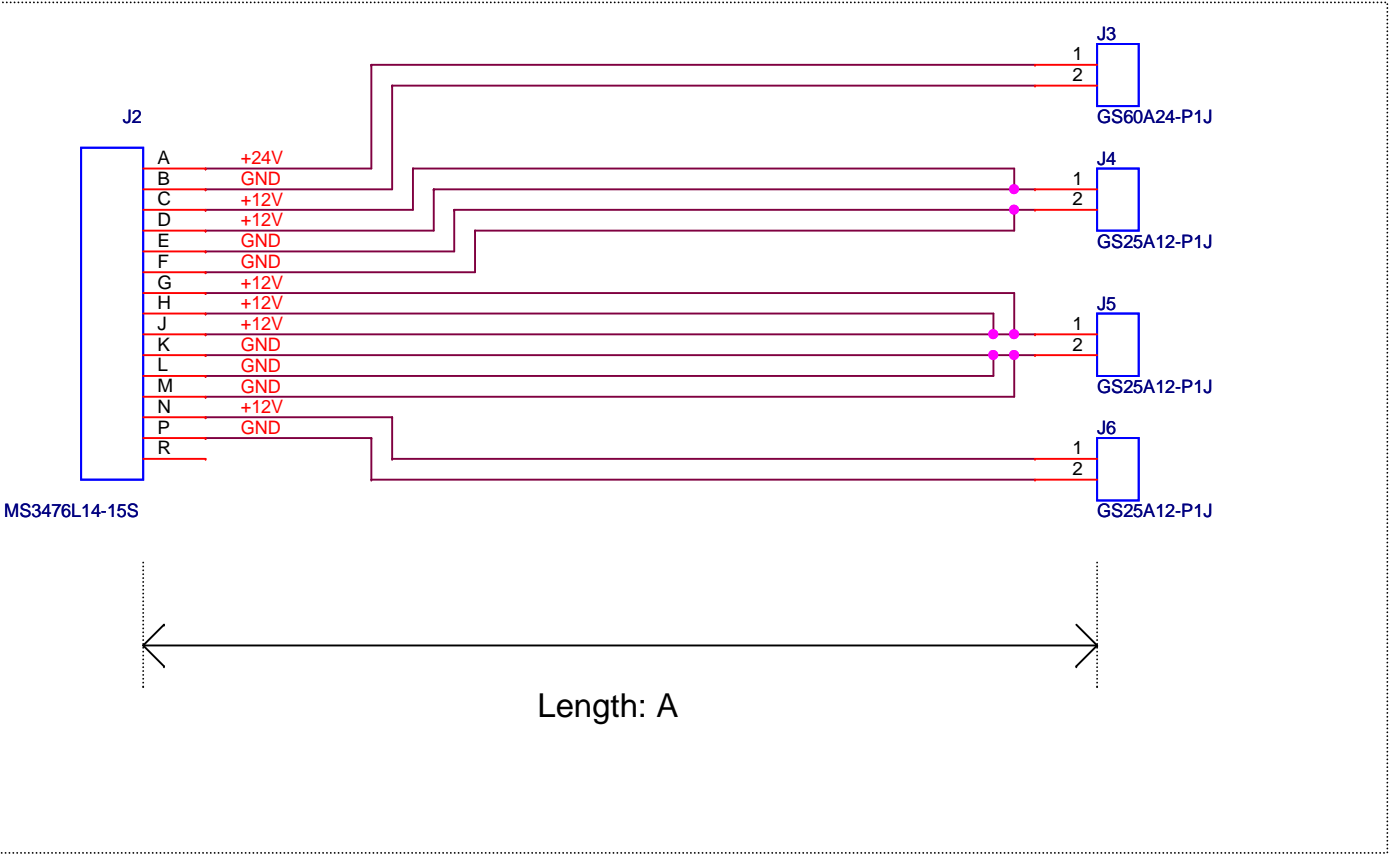 J3
1
2
GS60A24-P1J
J2
A +24V
B GND
C +12V
D +12V
E GND
F GND
G +12V
H +12V
J +12V
K GND
L GND
M GND
N +12V
P GND
R
MS3476L14-15S
J4
1
2
GS25A12-P1J
J5
1
2
GS25A12-P1J
J6
1
2
GS25A12-P1J
Length: A